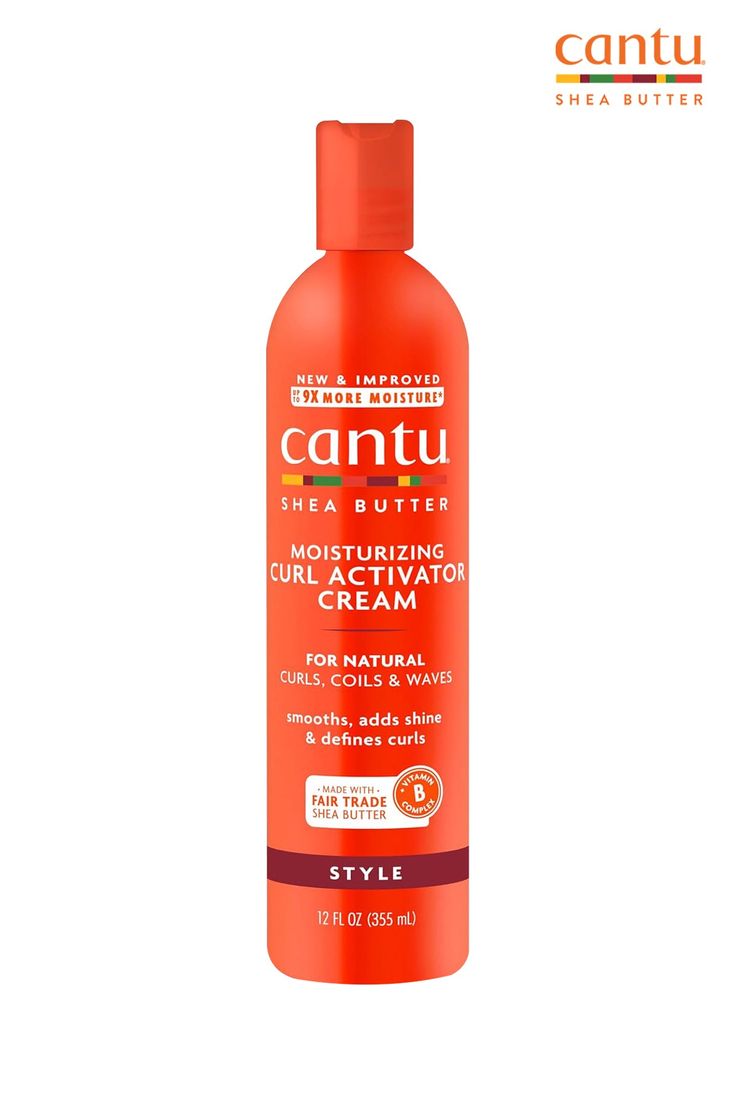 cantu®
SHEA BUTTER
NEW & IMPROVED
UP TO 9X MORE MOISTURE*
cantu®
SHEA BUTTER
MOISTURIZING
CURL ACTIVATOR
CREAM
FOR NATURAL
CURLS, COILS & WAVES
smooths, adds shine
& defines curls
• MADE WITH •
FAIR TRADE
SHEA BUTTER
• VITAMIN •
B
COMPLEX
STYLE
12 FL OZ (355 mL)